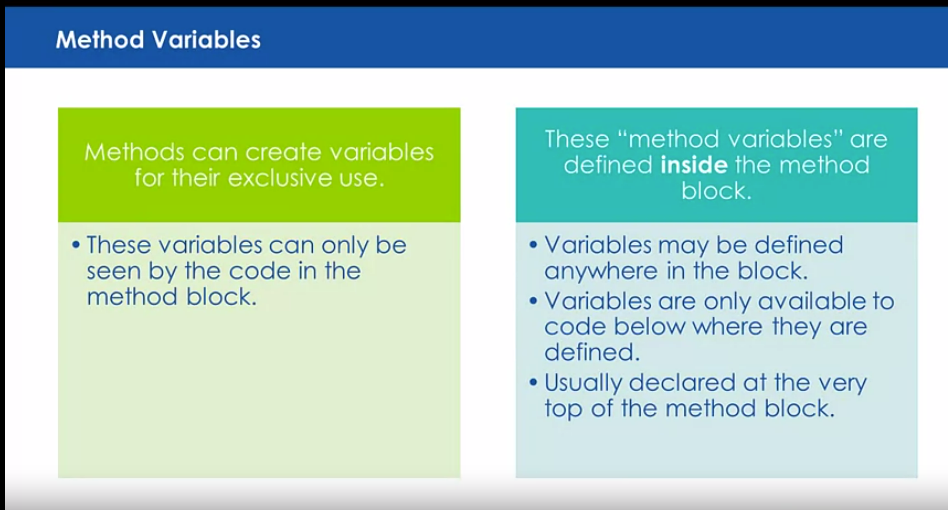 Method Variables
Methods can create variables
for their exclusive use.
• These variables can only be
seen by the code in the
method block.
These “method variables” are
defined inside the method
block.
• Variables may be defined
anywhere in the block.
• Variables are only available to
code below where they are
defined.
• Usually declared at the very
top of the method block.